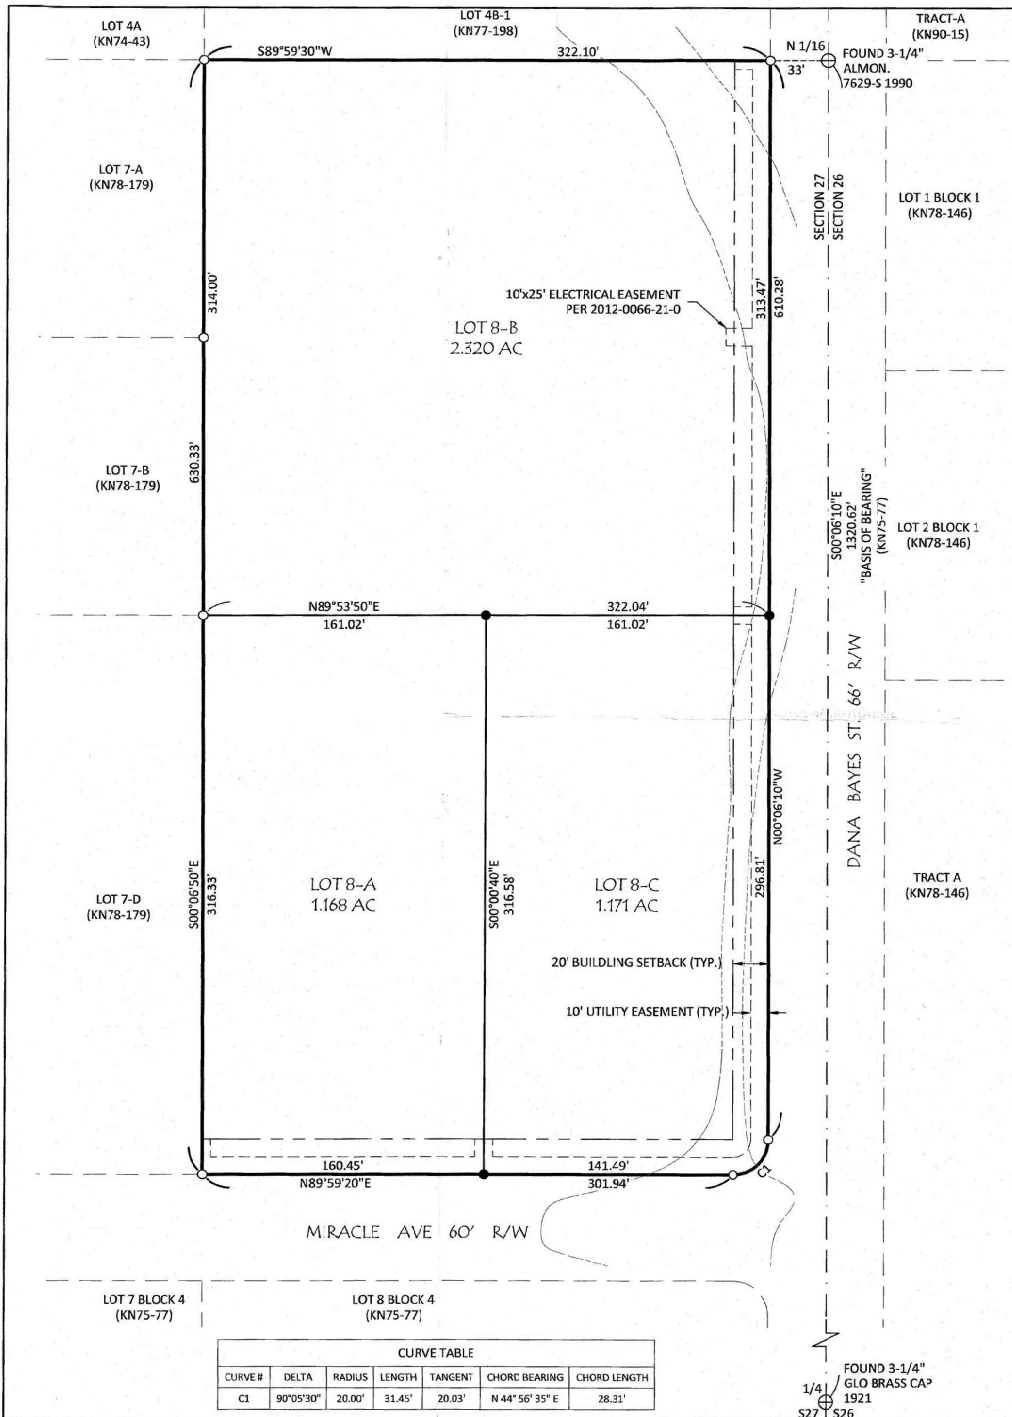 LOT 4A
(KN74-43)
LOT 4B-1
(KN77-198)
TRACT-A
(KN90-15)
S89°59'30"W
322.10'
N 1/16
33'
FOUND 3-1/4"
ALMON.
7629-S 1990
LOT 7-A
(KN78-179)
SECTION 27
SECTION 26
LOT 1 BLOCK 1
(KN78-146)
314.00'
10'x25' ELECTRICAL EASEMENT
PER 2012-0066-21-0
313.47'
610.28'
LOT 8-B
2.320 AC
LOT 7-B
(KN78-179)
630.33'
S00°06'10"E
1320.62'
"BASIS OF BEARING"
(KN75-77)
LOT 2 BLOCK 1
(KN78-146)
N89°53'50"E
322.04'
161.02'
161.02'
DANA BAYES ST. 66' R/W
N00°06'10"W
296.81'
LOT 7-D
(KN78-179)
S00°06'50"E
316.33'
LOT 8-A
1.168 AC
S00°00'40"E
316.58'
LOT 8-C
1.171 AC
TRACT A
(KN78-146)
20' BUILDLING SETBACK (TYP.)
10' UTILITY EASEMENT (TYP.)
160.45'
141.49'
N89°59'20"E
301.94'
C1
MIRACLE AVE 60' R/W
LOT 7 BLOCK 4
(KN75-77)
LOT 8 BLOCK 4
(KN75-77)
CURVE TABLE
CURVE # DELTA RADIUS LENGTH TANGENT CHORD BEARING CHORD LENGTH
C1 90°05'30" 20.00' 31.45' 20.03' N 44° 56' 35" E 28.31'
FOUND 3-1/4"
GLO BRASS CAP
1921
1/4
S27 S26